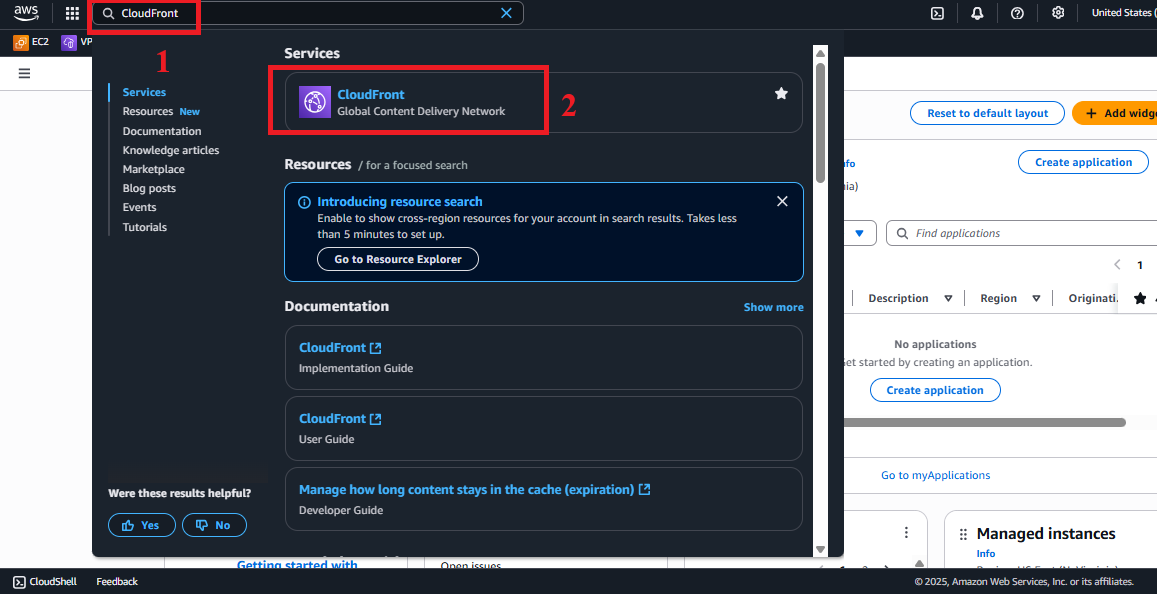 aws
CloudFront
United States (
EC2
VP
1
Services
Resources New
Documentation
Knowledge articles
Marketplace
Blog posts
Events
Tutorials
Were these results helpful?
Yes
No
Services
CloudFront
Global Content Delivery Network
2
Resources / for a focused search
Introducing resource search
Enable to show cross-region resources for your account in search results. Takes less
than 5 minutes to set up.
Go to Resource Explorer
Documentation
Show more
CloudFront
Implementation Guide
CloudFront
User Guide
Manage how long content stays in the cache (expiration)
Developer Guide
Reset to default layout
Add widg
nfo
Create application
ia)
Find applications
1
Description
Region
Originati.
No applications
Get started by creating an application.
Create application
Go to myApplications
Managed instances
Info
Getting started with
Open issues
CloudShell
Feedback
© 2025, Amazon Web Services, Inc. or its affiliates.